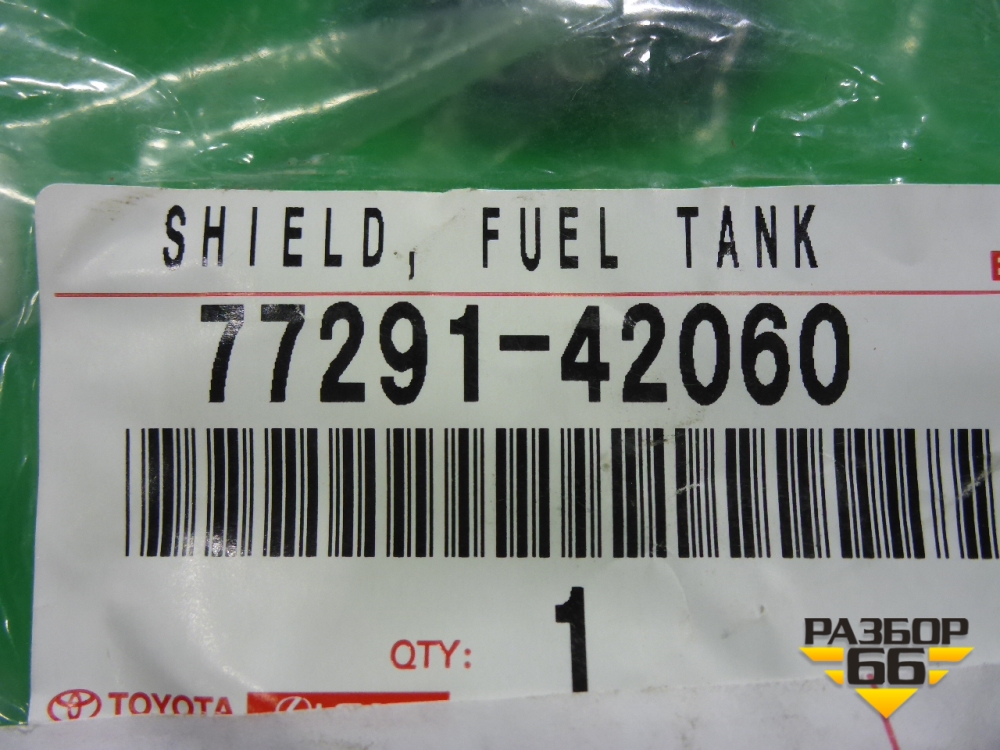 SHIELD, FUEL TANK
77291-42060
QTY: 1
TOYOTA
РАЗБОР
66